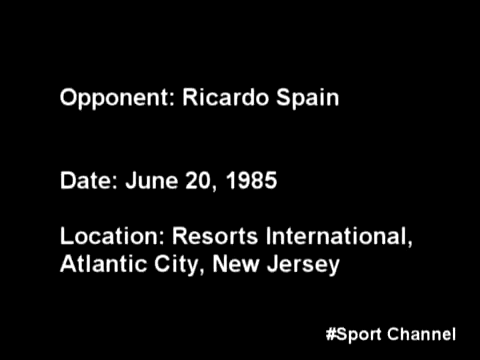 Opponent: Ricardo Spain
Date: June 20, 1985
Location: Resorts International,
Atlantic City, New Jersey
#Sport Channel